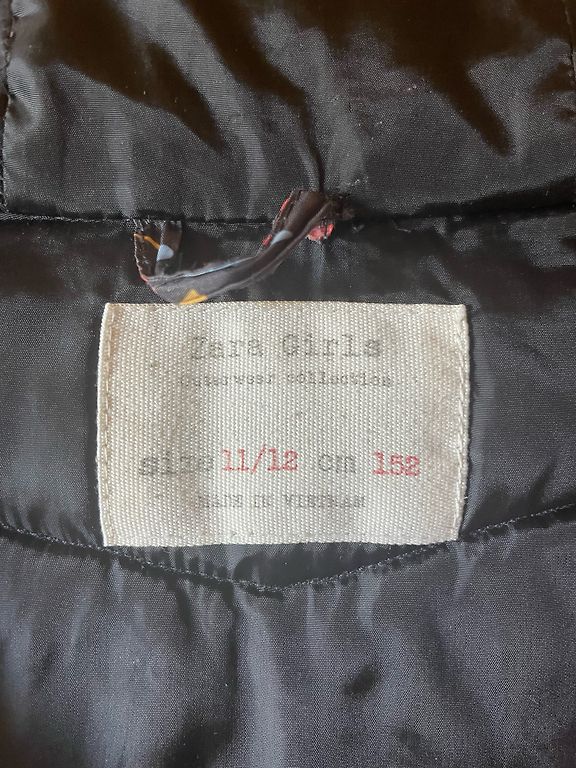 Zara Girls
Outerwear collection
size 11/12 cm 152
MADE IN VIETNAM